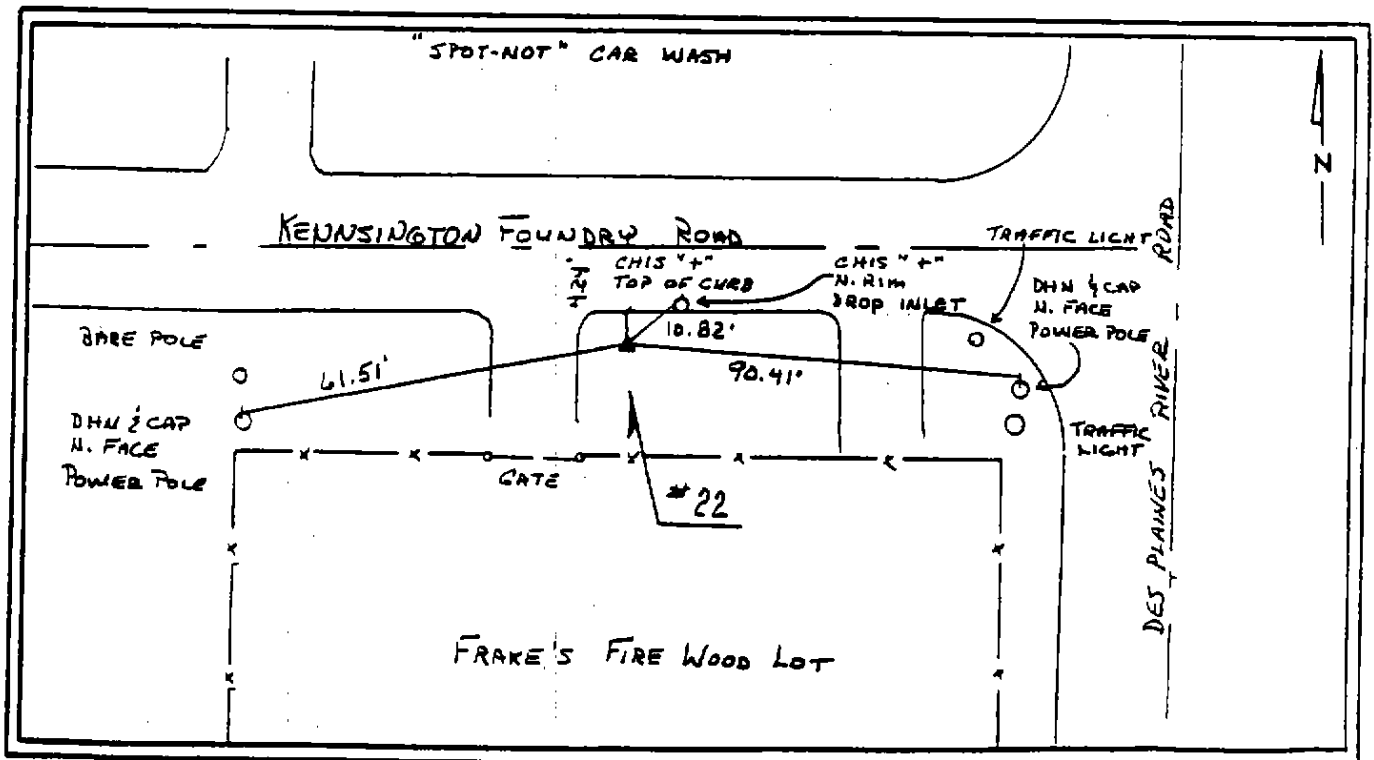 "SPOT-NOT" CAR WASH
N
KENNSINGTON FOUNDRY ROAD
TRAFFIC LIGHT
CHIS "+"
TOP OF CURB
CHIS "+"
N. RIM
DROP INLET
DHN & CAP
N. FACE
POWER POLE
BARE POLE
10.82'
61.51'
90.41'
DHN & CAP
N. FACE
POWER POLE
TRAFFIC
LIGHT
GATE
#22
DES PLAINES RIVER ROAD
FRAKE'S FIRE WOOD LOT